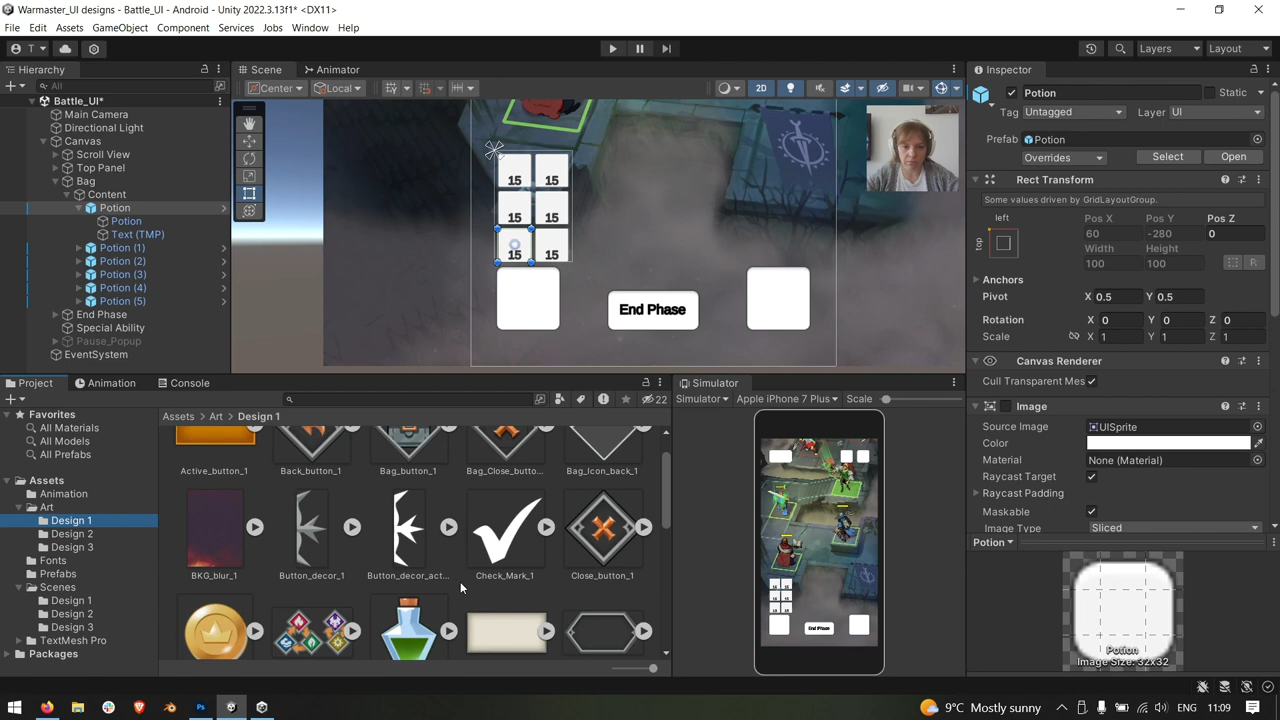 Warmaster_UI designs - Battle_UI - Android - Unity 2022.3.13f1* <DX11>
File Edit Assets GameObject Component Services Jobs Window Help
T Layers Layout
Hierarchy
All
Battle_UI*
Main Camera
Directional Light
Canvas
Scroll View
Top Panel
Bag
Content
Potion
Potion
Text (TMP)
Potion (1)
Potion (2)
Potion (3)
Potion (4)
Potion (5)
End Phase
Special Ability
Pause_Popup
EventSystem
Scene Animator
Center Local 2D
15 15
15 15
15 15
End Phase
Inspector
Potion Static
Tag Untagged Layer UI
Prefab Potion
Overrides Select Open
Rect Transform
Some values driven by GridLayoutGroup.
left Pos X Pos Y Pos Z
top 60 -280 0
Width Height
100 100 R
Anchors
Pivot X 0.5 Y 0.5
Rotation X 0 Y 0 Z 0
Scale X 1 Y 1 Z 1
Canvas Renderer
Cull Transparent Mes
Image
Source Image UISprite
Color
Material None (Material)
Raycast Target
Raycast Padding
Maskable
Image Type Sliced
Potion
Potion
Image Size: 32x32
Project Animation Console
22
Favorites
All Materials
All Models
All Prefabs
Assets
Animation
Art
Design 1
Design 2
Design 3
Fonts
Prefabs
Scenes
Design 1
Design 2
Design 3
TextMesh Pro
Packages
Assets Art Design 1
Active_button_1 Back_button_1 Bag_button_1 Bag_Close_butto... Bag_Icon_back_1
BKG_blur_1 Button_decor_1 Button_decor_act... Check_Mark_1 Close_button_1
Simulator
Simulator Apple iPhone 7 Plus Scale
End Phase
9°C Mostly sunny ENG 11:09